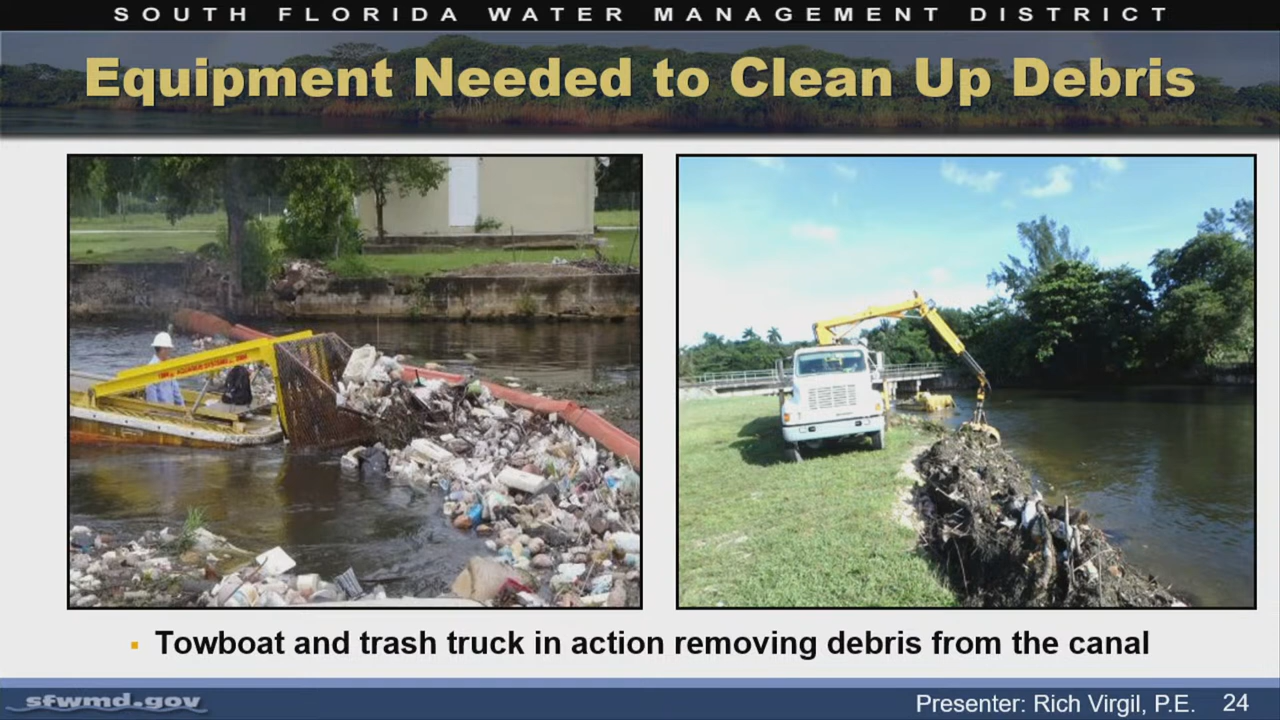 SOUTH FLORIDA WATER MANAGEMENT DISTRICT
Equipment Needed to Clean Up Debris
▪ Towboat and trash truck in action removing debris from the canal
sfwmd.gov
Presenter: Rich Virgil, P.E. 24